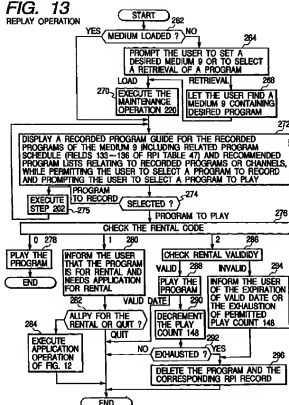 FIG. 13
REPLAY OPERATION
START
262
YES
MEDIUM LOADED ?
NO
264
PROMPT THE USER TO SET A
DESIRED MEDIUM 9 OR TO SELECT
A RETRIEVAL OF A PROGRAM
LOAD
RETRIEVAL
270
EXECUTE THE
MAINTENANCE
OPERATION 220
268
LET THE USER FIND A
MEDIUM 9 CONTAINING
DESIRED PROGRAM
272
DISPLAY A RECORDED PROGRAM GUIDE FOR THE RECORDED
PROGRAMS OF THE MEDIUM 9 (INCLUDING RELATED PROGRAM
SCHEDULE (FIELDS 133-136 OF RPI TABLE 47) AND RECOMMENDED
PROGRAM LISTS RELATING TO RECORDED PROGRAMS OR CHANNELS,
WHILE PERMITTING THE USER TO SELECT A PROGRAM TO RECORD
AND PROMPTING THE USER TO SELECT A PROGRAM TO PLAY
PROGRAM
TO RECORD
274
EXECUTE
STEP 202
275
SELECTED ?
PROGRAM TO PLAY
276
CHECK THE RENTAL CODE
0
278
1
280
2
286
PLAY THE
PROGRAM
END
INFORM THE USER
THAT THE PROGRAM
IS FOR RENTAL AND
NEEDS APPLICATION
FOR RENTAL
CHECK RENTAL VALIDIDY
VALID
288
INVALID
294
PLAY THE
PROGRAM
INFORM THE USER
OF THE EXPIRATION
OF VALID DATE OR
THE EXHAUSTION
OF PERMITTED
PLAY COUNT 148
VALID DATE
290
DECREMENT
THE PLAY
COUNT 148
282
ALLPY FOR THE
RENTAL OR QUIT ?
284
QUIT
EXECUTE
APPLICATION
OPERATION
OF FIG. 12
292
NO
EXHAUSTED ?
YES
296
DELETE THE PROGRAM AND THE
CORRESPONDING RPI RECORD
END